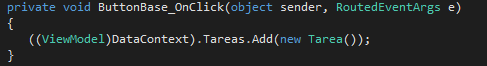 private void ButtonBase_OnClick(object sender, RoutedEventArgs e)
{
((ViewModel)DataContext).Tareas.Add(new Tarea());
}